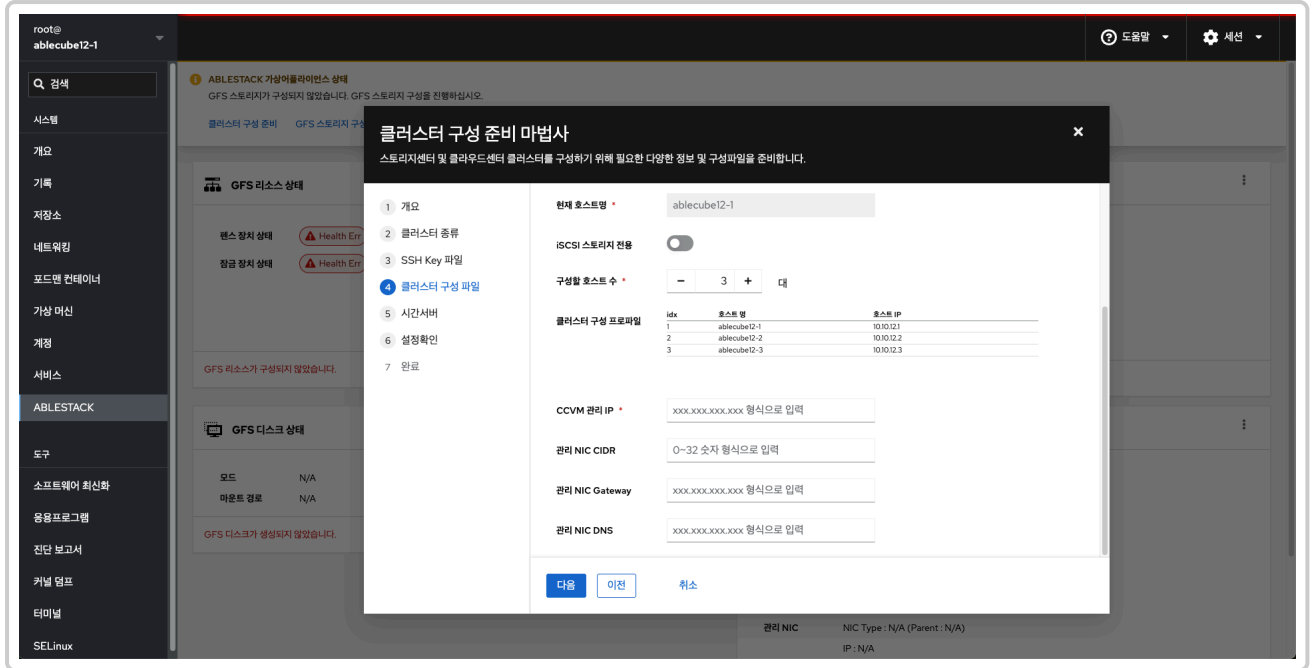 root@
ablecube12-1
도움말
세션
검색
시스템
개요
기록
저장소
네트워킹
포드맨 컨테이너
가상 머신
계정
서비스
ABLESTACK
도구
소프트웨어 최신화
응용프로그램
진단 보고서
커널 덤프
터미널
SELinux
ABLESTACK 가상어플라이언스 상태
GFS 스토리지가 구성되지 않았습니다. GFS 스토리지 구성을 진행하십시오.
클러스터 구성 준비 GFS 스토리지 구성
GFS 리소스 상태
펜스 장치 상태 Health Err
잠금 장치 상태 Health Err
GFS 리소스가 구성되지 않았습니다.
GFS 디스크 상태
모드 N/A
마운트 경로 N/A
GFS 디스크가 생성되지 않았습니다.
클러스터 구성 준비 마법사
스토리지센터 및 클라우드센터 클러스터를 구성하기 위해 필요한 다양한 정보 및 구성파일을 준비합니다.
1 개요
2 클러스터 종류
3 SSH Key 파일
4 클러스터 구성 파일
5 시간서버
6 설정확인
7 완료
현재 호스트명 * ablecube12-1
iSCSI 스토리지 전용
구성할 호스트 수 * − 3 + 대
클러스터 구성 프로파일
idx 호스트 명 호스트 IP
1 ablecube12-1 10.10.12.1
2 ablecube12-2 10.10.12.2
3 ablecube12-3 10.10.12.3
CCVM 관리 IP * xxx.xxx.xxx.xxx 형식으로 입력
관리 NIC CIDR 0~32 숫자 형식으로 입력
관리 NIC Gateway xxx.xxx.xxx.xxx 형식으로 입력
관리 NIC DNS xxx.xxx.xxx.xxx 형식으로 입력
다음 이전 취소
관리 NIC NIC Type : N/A (Parent : N/A)
IP : N/A